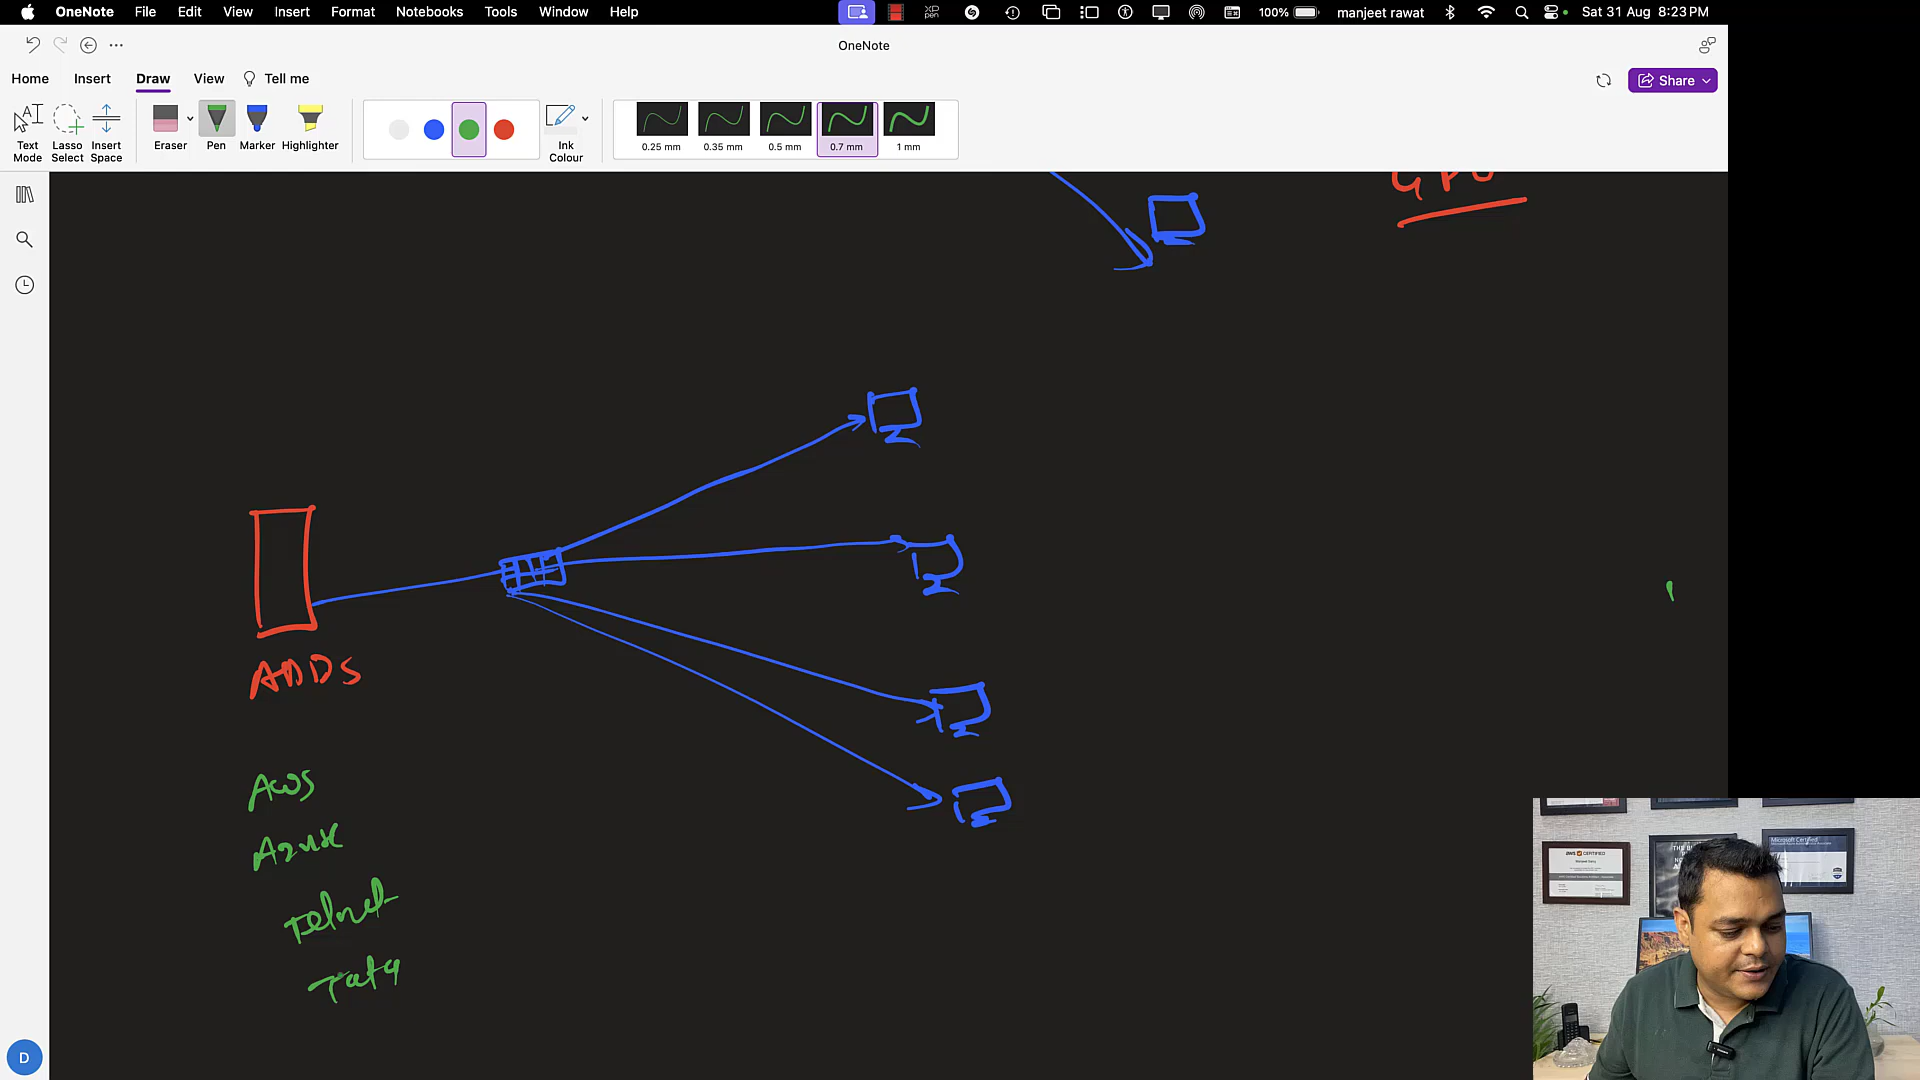 OneNote File Edit View Insert Format Notebooks Tools Window Help XP pen 100% manjeet rawat Sat 31 Aug 8:23 PM
OneNote
Home Insert Draw View Tell me Share
Text Mode
Lasso Select
Insert Space
Eraser
Pen
Marker
Highlighter
Ink Colour
0.25 mm
0.35 mm
0.5 mm
0.7 mm
1 mm
GPO
ADDS
AWS
Azure
Telnet
Tata
D